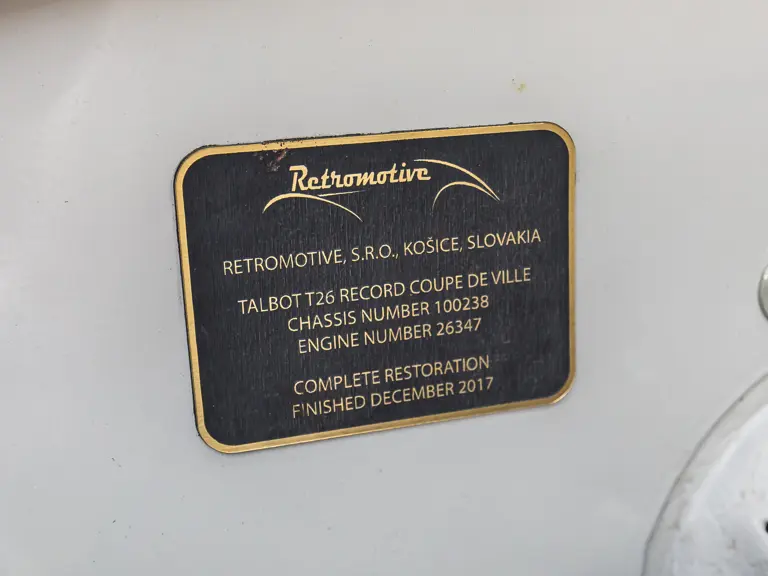 Retromotive
RETROMOTIVE, S.R.O., KOŠICE, SLOVAKIA
TALBOT T26 RECORD COUPE DE VILLE
CHASSIS NUMBER 100238
ENGINE NUMBER 26347
COMPLETE RESTORATION
FINISHED DECEMBER 2017